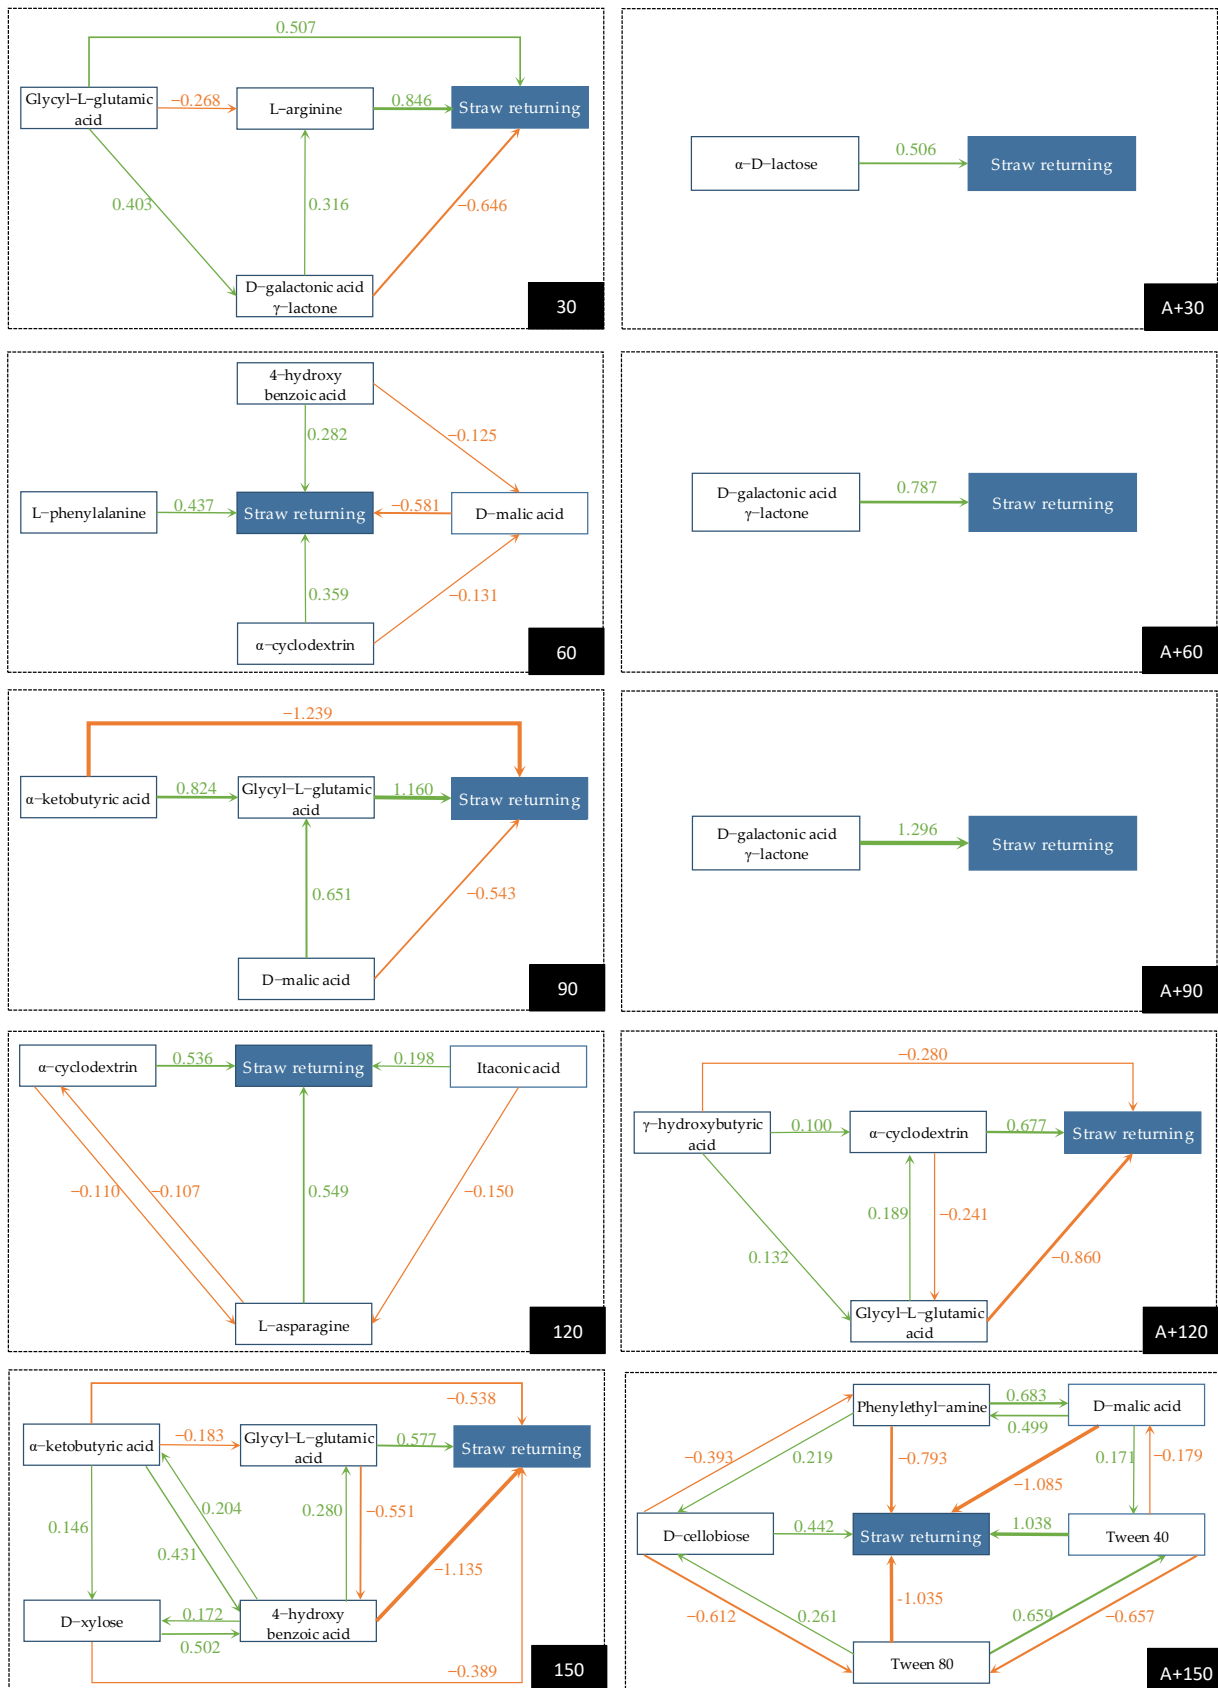 0.507
Glycyl−L−glutamic
acid
−0.268
L−arginine
0.846
Straw returning
0.403
0.316
−0.646
D−galactonic acid
γ−lactone
30
α−D−lactose
0.506
Straw returning
A+30
4−hydroxy
benzoic acid
0.282
−0.125
L−phenylalanine
0.437
Straw returning
−0.581
D−malic acid
0.359
−0.131
α−cyclodextrin
60
D−galactonic acid
γ−lactone
0.787
Straw returning
A+60
−1.239
α−ketobutyric acid
0.824
Glycyl−L−glutamic
acid
1.160
Straw returning
0.651
−0.543
D−malic acid
90
D−galactonic acid
γ−lactone
1.296
Straw returning
A+90
α−cyclodextrin
0.536
Straw returning
0.198
Itaconic acid
−0.110
−0.107
0.549
−0.150
L−asparagine
120
−0.280
γ−hydroxybutyric
acid
0.100
α−cyclodextrin
0.677
Straw returning
0.189
−0.241
0.132
−0.860
Glycyl−L−glutamic
acid
A+120
−0.538
α−ketobutyric acid
−0.183
Glycyl−L−glutamic
acid
0.577
Straw returning
0.146
0.204
0.431
0.280
−0.551
−1.135
D−xylose
0.172
0.502
4−hydroxy
benzoic acid
−0.389
150
Phenylethyl−amine
0.683
0.499
D−malic acid
−0.393
0.219
−0.793
−1.085
0.171
−0.179
D−cellobiose
0.442
Straw returning
1.038
Tween 40
−0.612
0.261
-1.035
0.659
−0.657
Tween 80
A+150